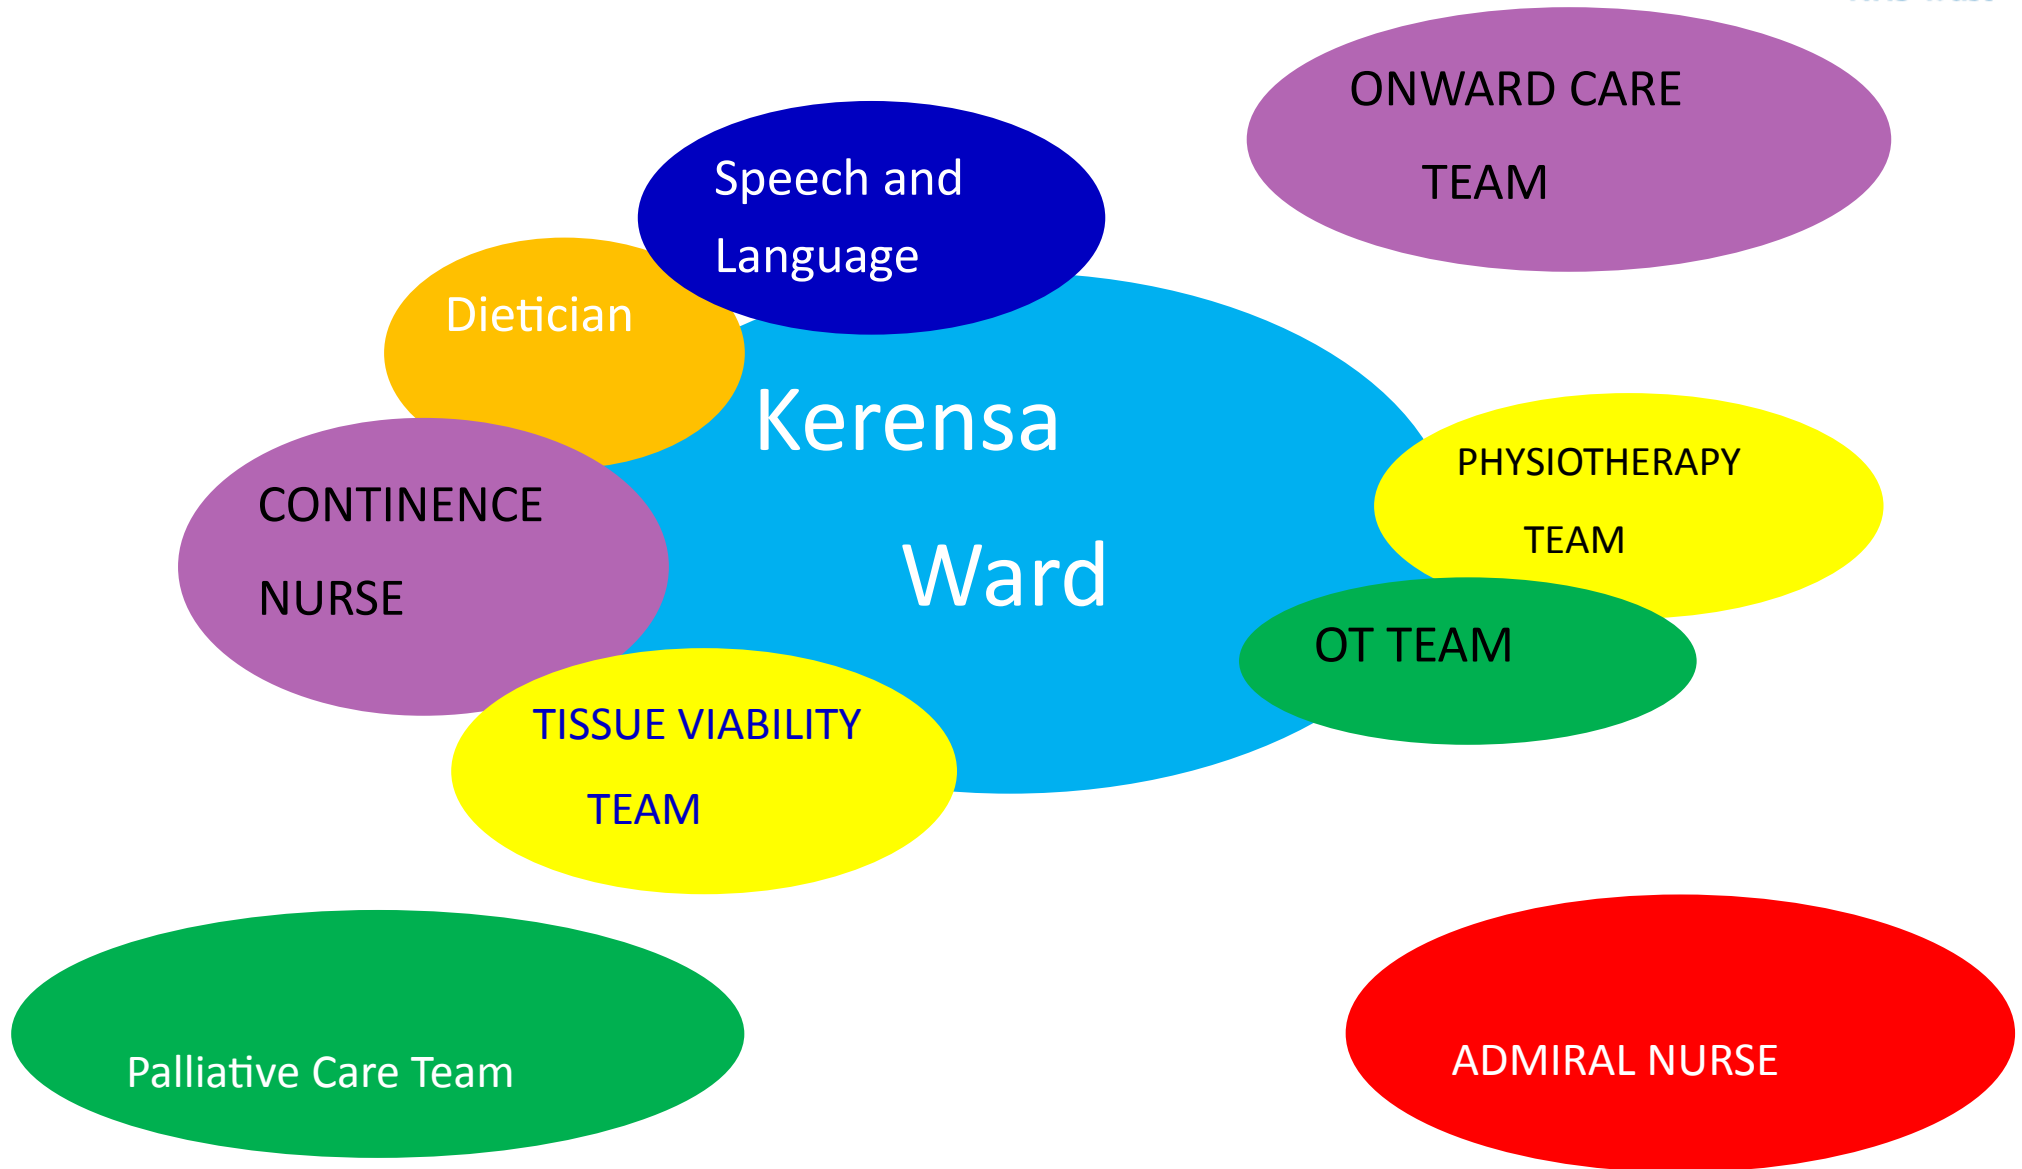 ONWARD CARE
TEAM
Speech and
Language
Dietician
Kerensa
Ward
CONTINENCE
NURSE
PHYSIOTHERAPY
TEAM
OT TEAM
TISSUE VIABILITY
TEAM
Palliative Care Team
ADMIRAL NURSE